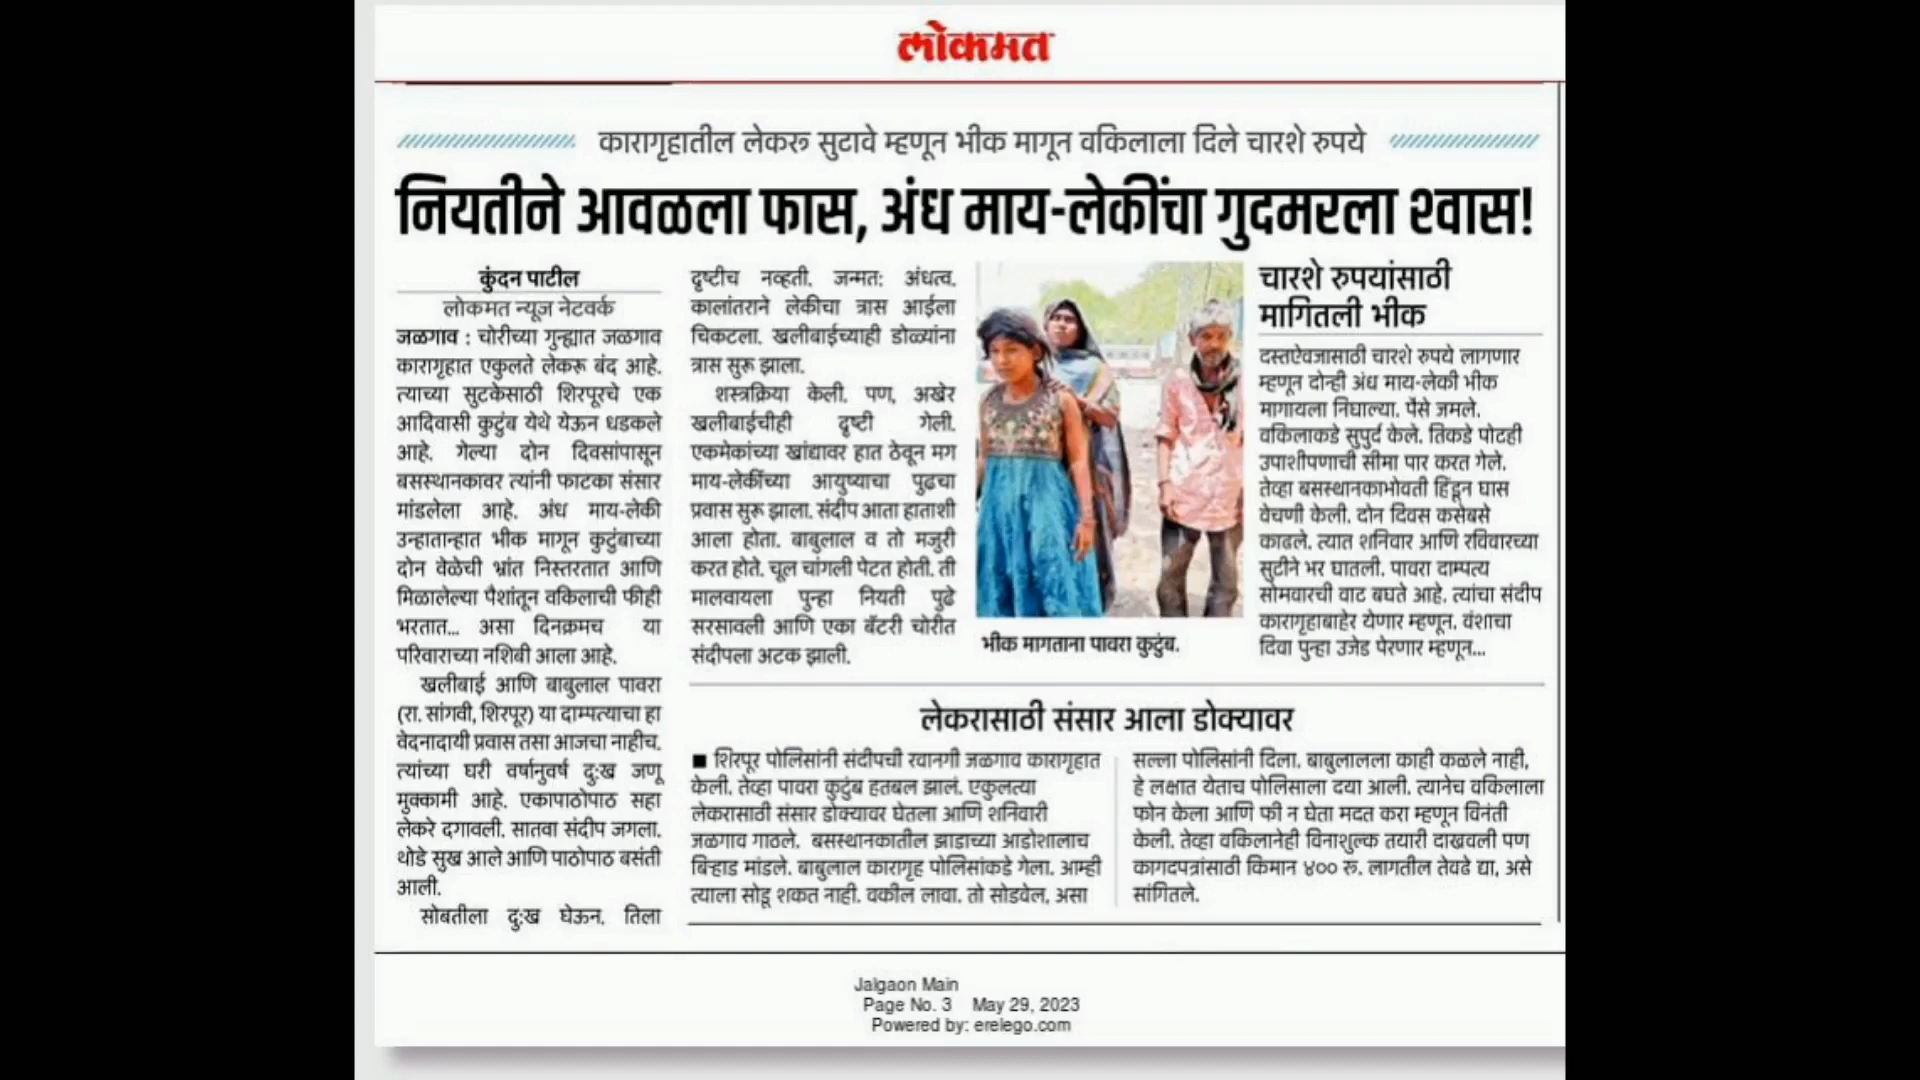 लोकमत
कारागृहातील लेकरू सुटावे म्हणून भीक मागून वकिलाला दिले चारशे रुपये
नियतीने आवळला फास, अंध माय-लेकींचा गुदमरला श्वास!
कुंदन पाटील
लोकमत न्यूज नेटवर्क
जळगाव : चोरीच्या गुन्ह्यात जळगाव
कारागृहात एकुलते लेकरू बंद आहे.
त्याच्या सुटकेसाठी शिरपूरचे एक
आदिवासी कुटुंब येथे येऊन धडकले
आहे. गेल्या दोन दिवसांपासून
बसस्थानकावर त्यांनी फाटका संसार
मांडलेला आहे. अंध माय-लेकी
उन्हातान्हात भीक मागून कुटुंबाच्या
दोन वेळेची भ्रांत निस्तरतात आणि
मिळालेल्या पैशांतून वकिलाची फीही
भरतात... असा दिनक्रमच या
परिवाराच्या नशिबी आला आहे.
खलीबाई आणि बाबुलाल पावरा
(रा. सांगवी, शिरपूर) या दाम्पत्याचा हा
वेदनादायी प्रवास तसा आजचा नाहीच.
त्यांच्या घरी वर्षानुवर्ष दु:ख जणू
मुक्कामी आहे. एकापाठोपाठ सहा
लेकरे दगावली. सातवा संदीप जगला.
थोडे सुख आले आणि पाठोपाठ बसंती
आली.
सोबतीला दु:ख घेऊन. तिला
दृष्टीच नव्हती. जन्मत: अंधत्व.
कालांतराने लेकीचा त्रास आईला
चिकटला. खलीबाईच्याही डोळ्यांना
त्रास सुरू झाला.
शस्त्रक्रिया केली. पण, अखेर
खलीबाईचीही दृष्टी गेली.
एकमेकांच्या खांद्यावर हात ठेवून मग
माय-लेकींच्या आयुष्याचा पुढचा
प्रवास सुरू झाला. संदीप आता हाताशी
आला होता. बाबुलाल व तो मजुरी
करत होते. चूल चांगली पेटत होती. ती
मालवायला पुन्हा नियती पुढे
सरसावली आणि एका बॅटरी चोरीत
संदीपला अटक झाली.
भीक मागताना पावरा कुटुंब.
चारशे रुपयांसाठी
मागितली भीक
दस्तऐवजासाठी चारशे रुपये लागणार
म्हणून दोन्ही अंध माय-लेकी भीक
मागायला निघाल्या. पैसे जमले.
वकिलाकडे सुपुर्द केले. तिकडे पोटही
उपाशीपणाची सीमा पार करत गेले.
तेव्हा बसस्थानकाभोवती हिंडून घास
वेचणी केली. दोन दिवस कसेबसे
काढले. त्यात शनिवार आणि रविवारच्या
सुटीने भर घातली. पावरा दाम्पत्य
सोमवारची वाट बघते आहे. त्यांचा संदीप
कारागृहाबाहेर येणार म्हणून. वंशाचा
दिवा पुन्हा उजेड पेरणार म्हणून...
लेकरासाठी संसार आला डोक्यावर
■ शिरपूर पोलिसांनी संदीपची रवानगी जळगाव कारागृहात
केली. तेव्हा पावरा कुटुंब हतबल झालं. एकुलत्या
लेकरासाठी संसार डोक्यावर घेतला आणि शनिवारी
जळगाव गाठले. बसस्थानकातील झाडाच्या आडोशालाच
बिऱ्हाड मांडले. बाबुलाल कारागृह पोलिसांकडे गेला. आम्ही
त्याला सोडू शकत नाही. वकील लावा. तो सोडवेल, असा
सल्ला पोलिसांनी दिला. बाबुलालला काही कळले नाही,
हे लक्षात येताच पोलिसाला दया आली. त्यानेच वकिलाला
फोन केला आणि फी न घेता मदत करा म्हणून विनंती
केली. तेव्हा वकिलानेही विनाशुल्क तयारी दाखवली पण
कागदपत्रांसाठी किमान ४०० रू. लागतील तेवढे द्या, असे
सांगितले.
Jalgaon Main
Page No. 3 May 29, 2023
Powered by: erelego.com